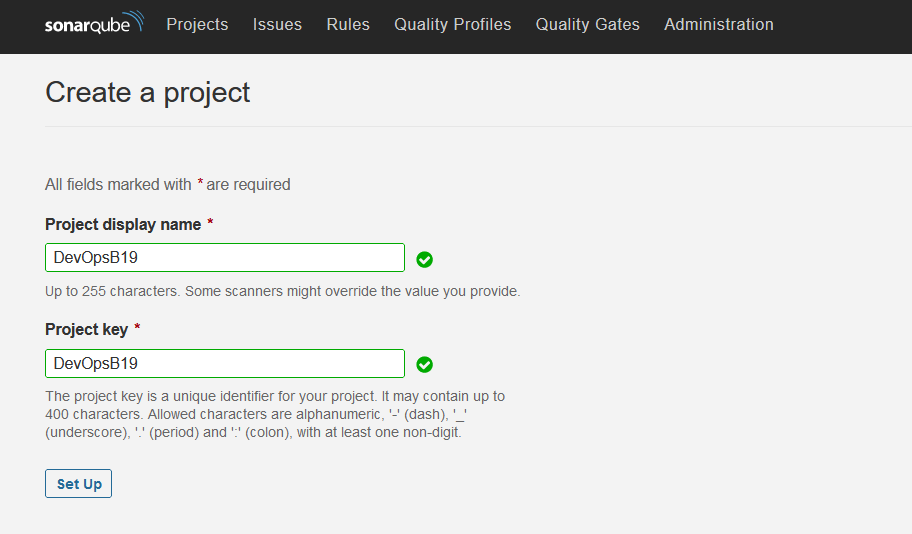 sonarqube Projects Issues Rules Quality Profiles Quality Gates Administration
Create a project
All fields marked with * are required
Project display name *
DevOpsB19
Up to 255 characters. Some scanners might override the value you provide.
Project key *
DevOpsB19
The project key is a unique identifier for your project. It may contain up to
400 characters. Allowed characters are alphanumeric, '-' (dash), '_'
(underscore), '.' (period) and ':' (colon), with at least one non-digit.
Set Up